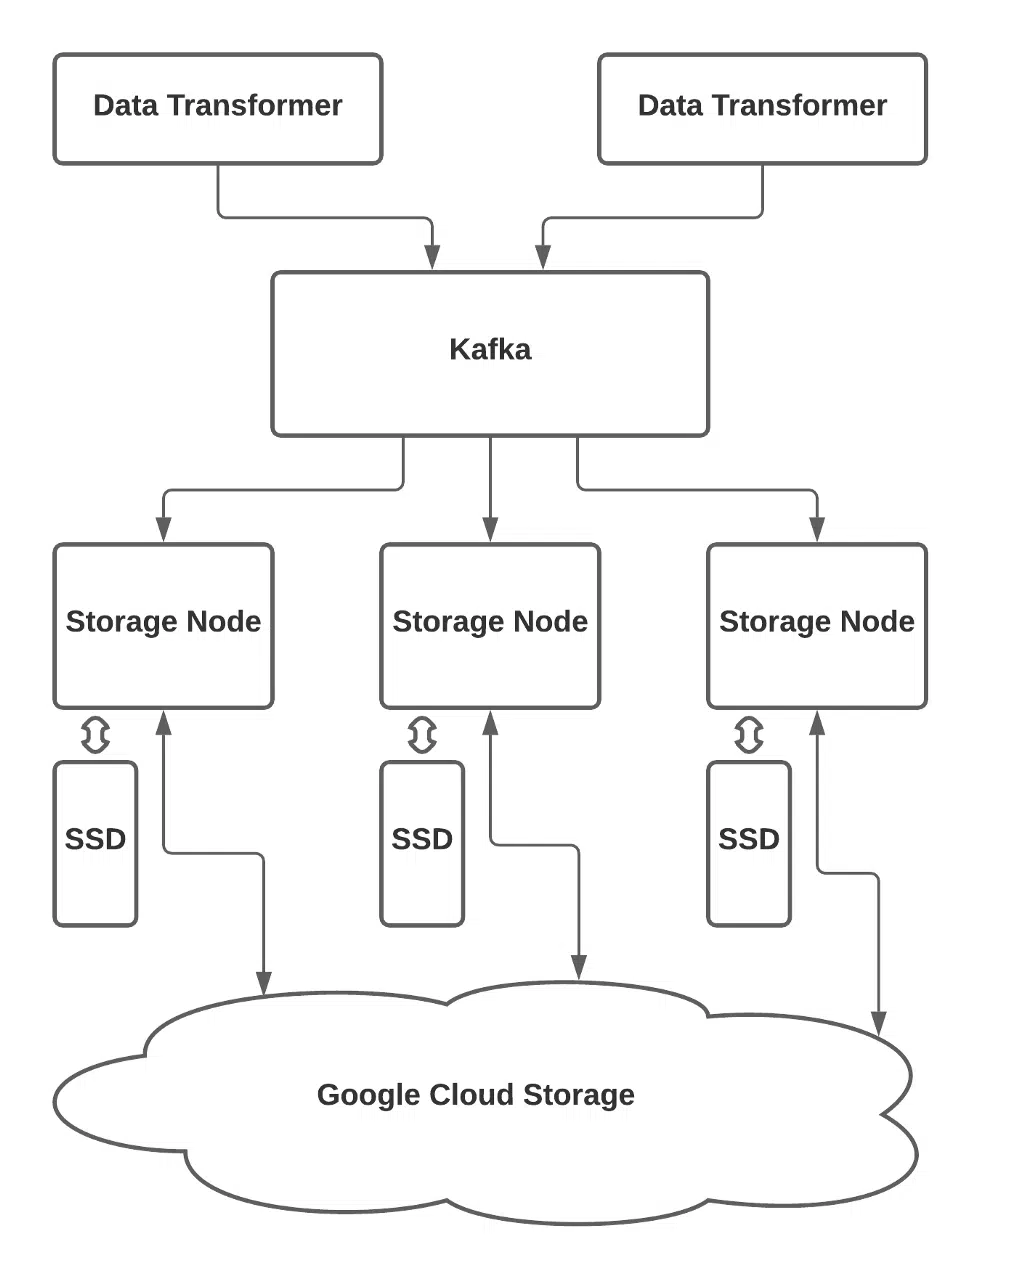 Data Transformer
Data Transformer
Kafka
Storage Node
Storage Node
Storage Node
SSD
SSD
SSD
Google Cloud Storage